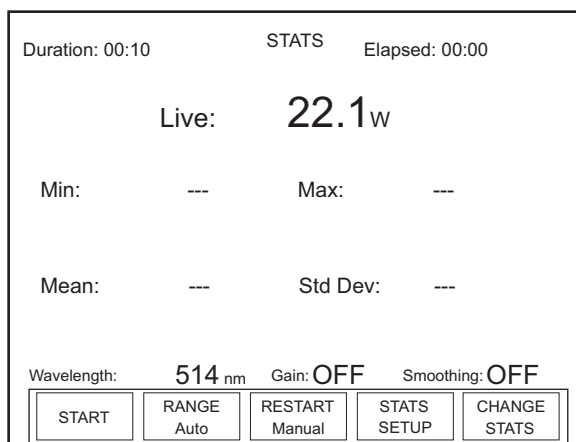 Duration: 00:10 STATS Elapsed: 00:00
Live: 22.1 W
Min: --- Max: ---
Mean: --- Std Dev: ---
Wavelength: 514 nm Gain: OFF Smoothing: OFF
START RANGE Auto RESTART Manual STATS SETUP CHANGE STATS